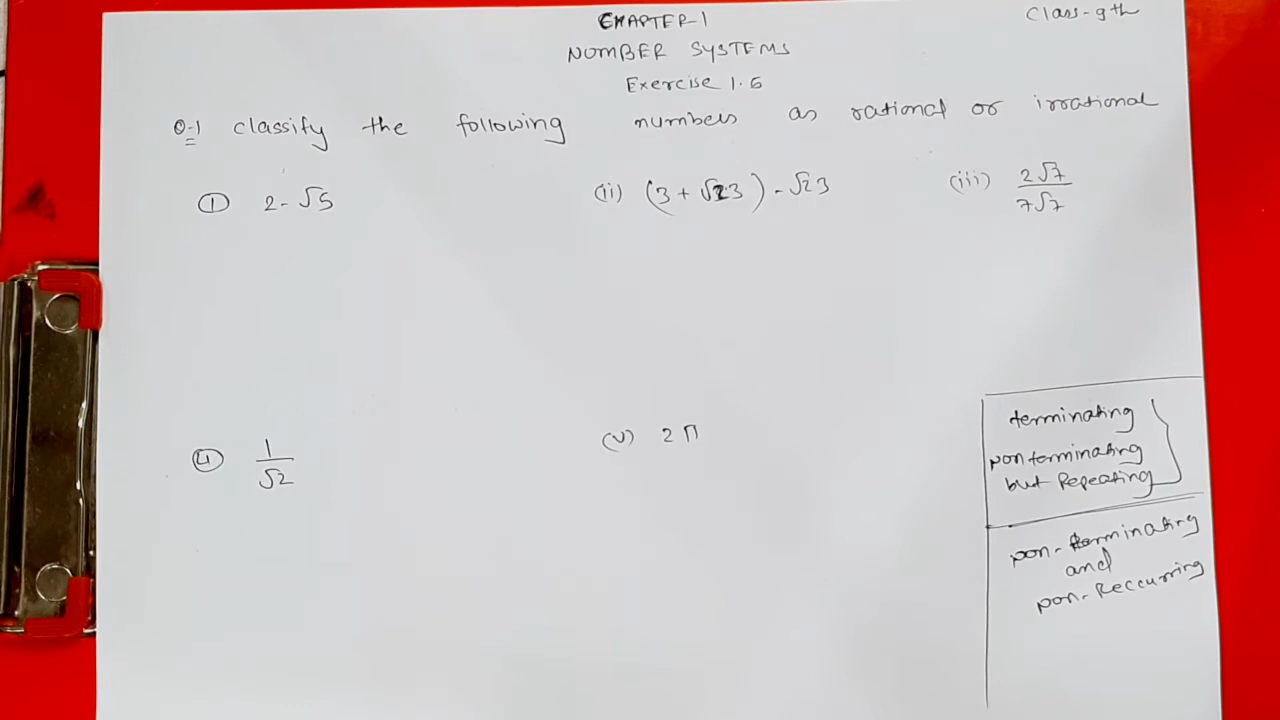 CHAPTER-1
Class-9th
NUMBER SYSTEMS
Exercise 1.5
Q-1 classify the following numbers as rational or irrational
① 2-√5
(ii) (3+√23)-√23
(iii) 2√7/7√7
④ 1/√2
(v) 2π
terminating
non terminating
but Repeating
non-terminating
and
non-Reccurring